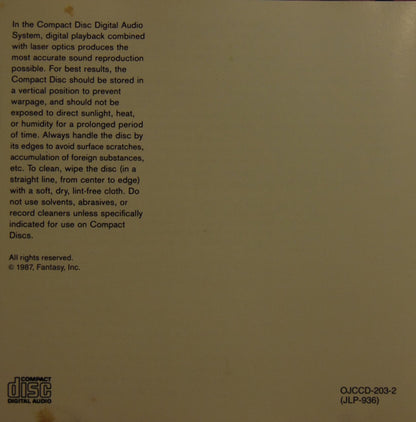 In the Compact Disc Digital Audio
System, digital playback combined
with laser optics produces the
most accurate sound reproduction
possible. For best results, the
Compact Disc should be stored in
a vertical position to prevent
warpage, and should not be
exposed to direct sunlight, heat,
or humidity for a prolonged period
of time. Always handle the disc by
its edges to avoid surface scratches,
accumulation of foreign substances,
etc. To clean, wipe the disc (in a
straight line, from center to edge)
with a soft, dry, lint-free cloth. Do
not use solvents, abrasives, or
record cleaners unless specifically
indicated for use on Compact
Discs.
All rights reserved.
© 1987, Fantasy, Inc.
COMPACT
disc
DIGITAL AUDIO
OJCCD-203-2
(JLP-936)